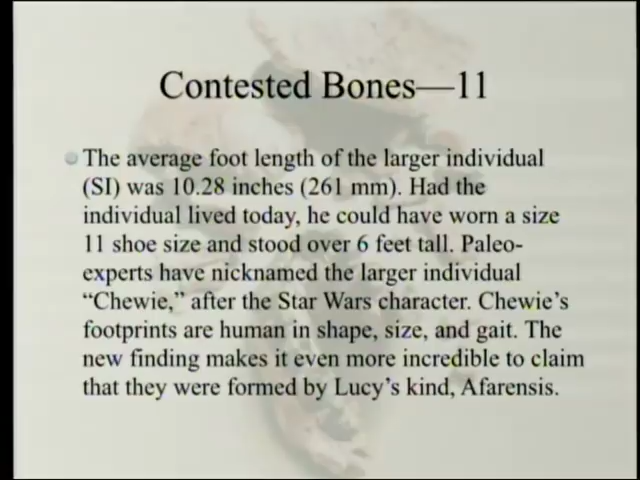 Contested Bones—11
The average foot length of the larger individual
(SI) was 10.28 inches (261 mm). Had the
individual lived today, he could have worn a size
11 shoe size and stood over 6 feet tall. Paleo-
experts have nicknamed the larger individual
“Chewie,” after the Star Wars character. Chewie’s
footprints are human in shape, size, and gait. The
new finding makes it even more incredible to claim
that they were formed by Lucy’s kind, Afarensis.